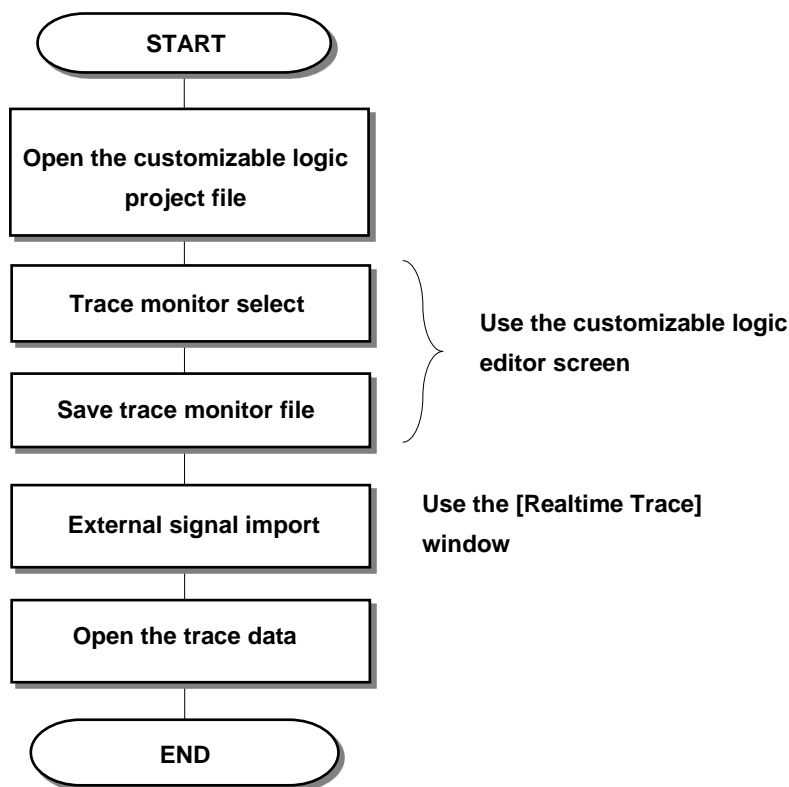 START
Open the customizable logic
project file
Trace monitor select
Save trace monitor file
Use the customizable logic
editor screen
External signal import
Use the [Realtime Trace]
window
Open the trace data
END